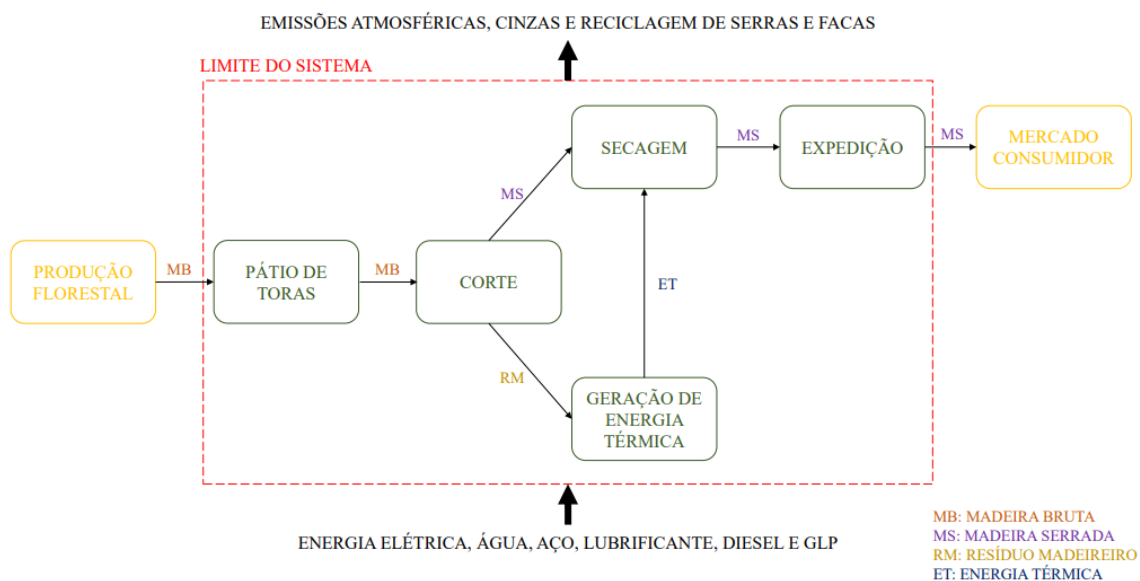 EMISSÕES ATMOSFÉRICAS, CINZAS E RECICLAGEM DE SERRAS E FACAS
LIMITE DO SISTEMA
PRODUÇÃO
FLORESTAL
MB
PÁTIO DE
TORAS
MB
CORTE
MS
SECAGEM
MS
EXPEDIÇÃO
MS
MERCADO
CONSUMIDOR
RM
GERAÇÃO DE
ENERGIA
TÉRMICA
ET
ENERGIA ELÉTRICA, ÁGUA, AÇO, LUBRIFICANTE, DIESEL E GLP
MB: MADEIRA BRUTA
MS: MADEIRA SERRADA
RM: RESÍDUO MADEIREIRO
ET: ENERGIA TÉRMICA